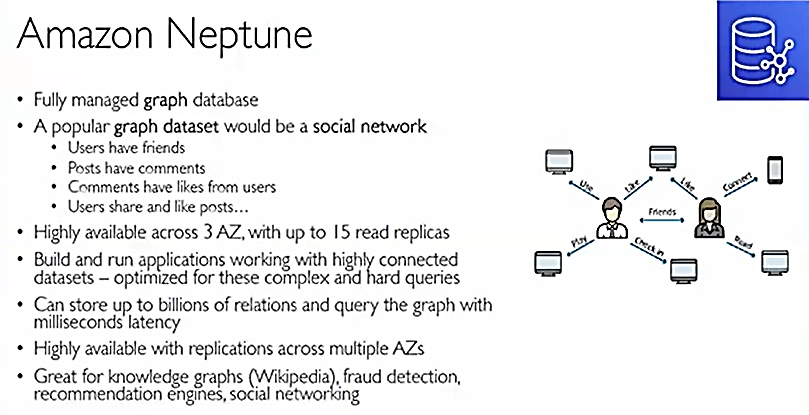 Amazon Neptune
• Fully managed graph database
• A popular graph dataset would be a social network
• Users have friends
• Posts have comments
• Comments have likes from users
• Users share and like posts...
• Highly available across 3 AZ, with up to 15 read replicas
• Build and run applications working with highly connected
datasets – optimized for these complex and hard queries
• Can store up to billions of relations and query the graph with
milliseconds latency
• Highly available with replications across multiple AZs
• Great for knowledge graphs (Wikipedia), fraud detection,
recommendation engines, social networking
Use
Like
Like
Connect
Friends
Play
Check in
Read